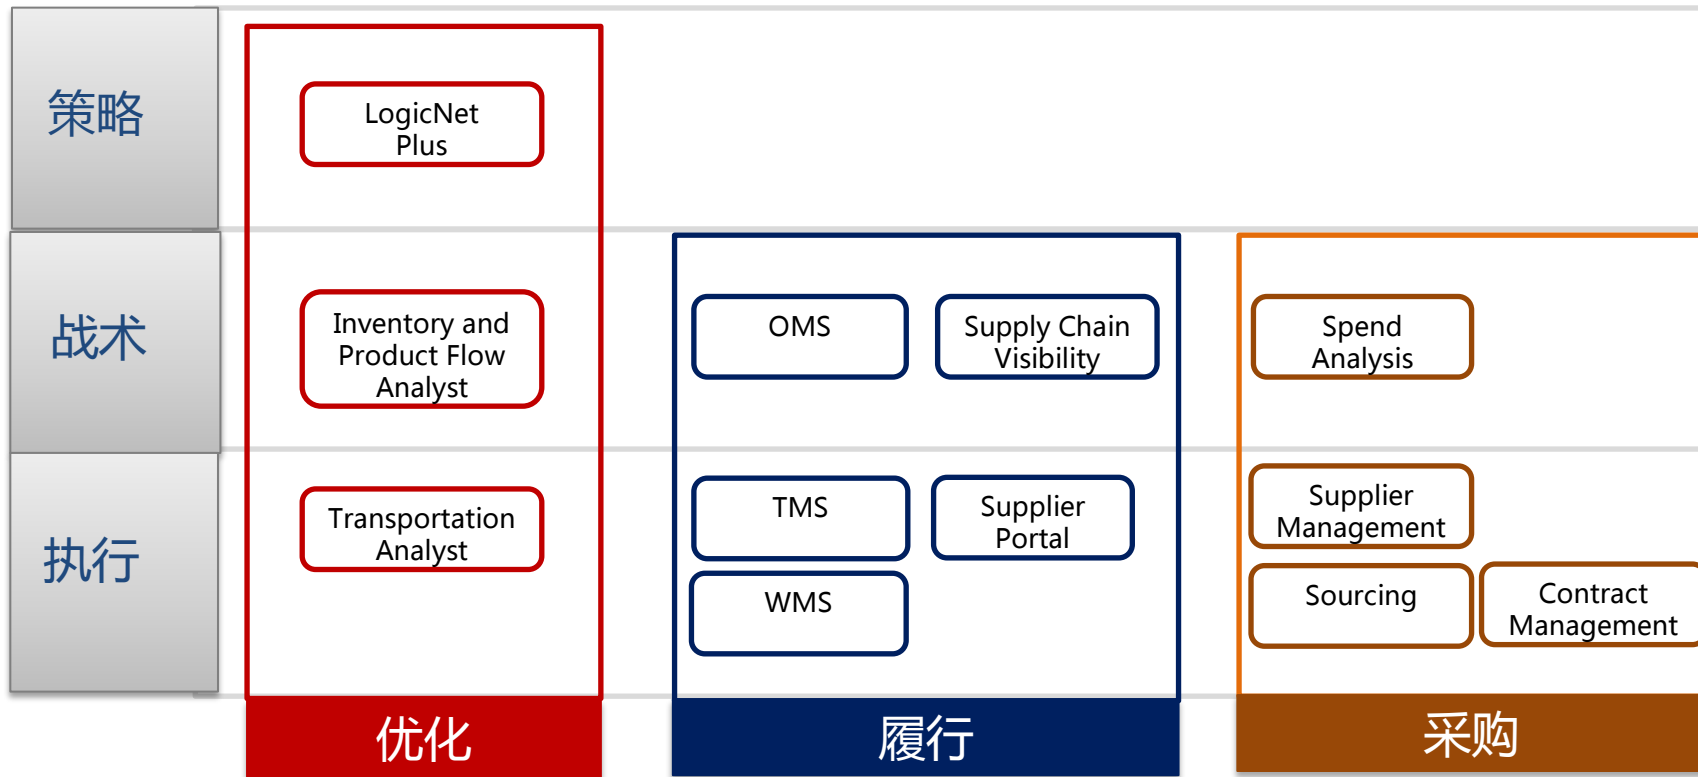 策略
LogicNet
Plus
战术
Inventory and
Product Flow
Analyst
OMS
Supply Chain
Visibility
Spend
Analysis
执行
Transportation
Analyst
TMS
Supplier
Portal
Supplier
Management
WMS
Sourcing
Contract
Management
优化
履行
采购